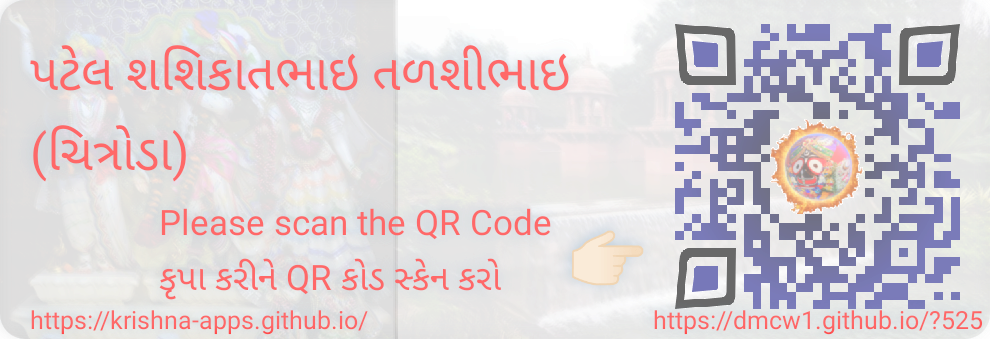 પટેલ શશિકાતભાઇ તળશીભાઇ
(ચિત્રોડા)
Please scan the QR Code
કૃપા કરીને QR કોડ સ્કેન કરો
https://krishna-apps.github.io/
https://dmcw1.github.io/?525